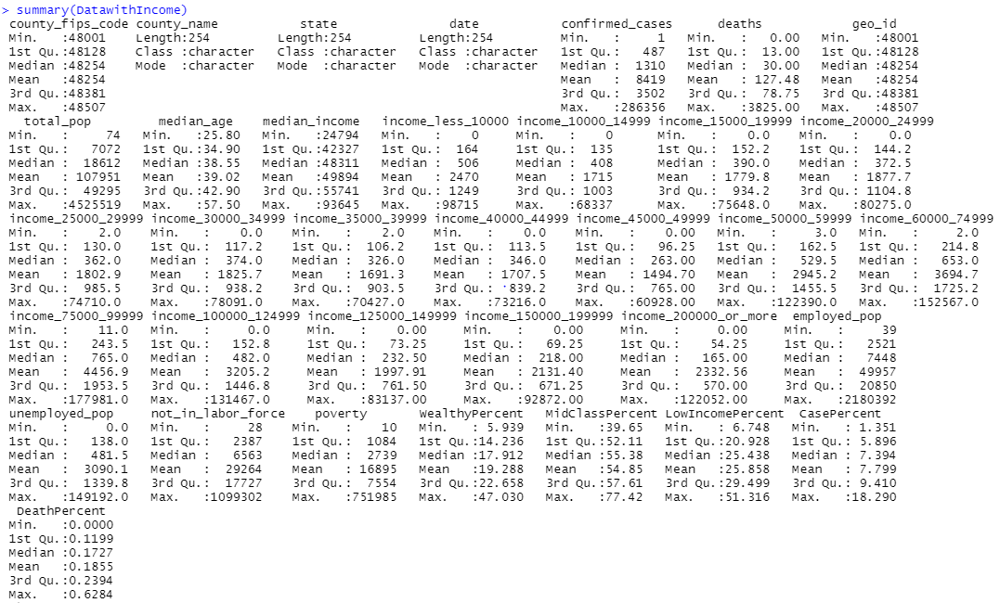 > summary(DatawithIncome)
county_fips_code county_name state date confirmed_cases deaths geo_id
Min. :48001 Length:254 Length:254 Length:254 Min. : 1 Min. : 0.00 Min. :48001
1st Qu.:48128 Class :character Class :character Class :character 1st Qu.: 487 1st Qu.: 13.00 1st Qu.:48128
Median :48254 Mode :character Mode :character Mode :character Median : 1310 Median : 30.00 Median :48254
Mean :48254 Mean : 8419 Mean : 127.48 Mean :48254
3rd Qu.:48381 3rd Qu.: 3502 3rd Qu.: 78.75 3rd Qu.:48381
Max. :48507 Max. :286356 Max. :3825.00 Max. :48507
total_pop median_age median_income income_less_10000 income_10000_14999 income_15000_19999 income_20000_24999
Min. : 74 Min. :25.80 Min. :24794 Min. : 0 Min. : 0 Min. : 0.0 Min. : 0.0
1st Qu.: 7072 1st Qu.:34.90 1st Qu.:42327 1st Qu.: 164 1st Qu.: 135 1st Qu.: 152.2 1st Qu.: 144.2
Median : 18612 Median :38.55 Median :48311 Median : 506 Median : 408 Median : 390.0 Median : 372.5
Mean : 107951 Mean :39.02 Mean :49894 Mean : 2470 Mean : 1715 Mean : 1779.8 Mean : 1877.7
3rd Qu.: 49295 3rd Qu.:42.90 3rd Qu.:55741 3rd Qu.: 1249 3rd Qu.: 1003 3rd Qu.: 934.2 3rd Qu.: 1104.8
Max. :4525519 Max. :57.50 Max. :93645 Max. :98715 Max. :68337 Max. :75648.0 Max. :80275.0
income_25000_29999 income_30000_34999 income_35000_39999 income_40000_44999 income_45000_49999 income_50000_59999 income_60000_74999
Min. : 2.0 Min. : 0.0 Min. : 2.0 Min. : 0.0 Min. : 0.00 Min. : 3.0 Min. : 2.0
1st Qu.: 130.0 1st Qu.: 117.2 1st Qu.: 106.2 1st Qu.: 113.5 1st Qu.: 96.25 1st Qu.: 162.5 1st Qu.: 214.8
Median : 362.0 Median : 374.0 Median : 326.0 Median : 346.0 Median : 263.00 Median : 529.5 Median : 653.0
Mean : 1802.9 Mean : 1825.7 Mean : 1691.3 Mean : 1707.5 Mean : 1494.70 Mean : 2945.2 Mean : 3694.7
3rd Qu.: 985.5 3rd Qu.: 938.2 3rd Qu.: 903.5 3rd Qu.: 839.2 3rd Qu.: 765.00 3rd Qu.: 1455.5 3rd Qu.: 1725.2
Max. :74710.0 Max. :78091.0 Max. :70427.0 Max. :73216.0 Max. :60928.00 Max. :122390.0 Max. :152567.0
income_75000_99999 income_100000_124999 income_125000_149999 income_150000_199999 income_200000_or_more employed_pop
Min. : 11.0 Min. : 0.0 Min. : 0.00 Min. : 0.00 Min. : 0.00 Min. : 39
1st Qu.: 243.5 1st Qu.: 152.8 1st Qu.: 73.25 1st Qu.: 69.25 1st Qu.: 54.25 1st Qu.: 2521
Median : 765.0 Median : 482.0 Median : 232.50 Median : 218.00 Median : 165.00 Median : 7448
Mean : 4456.9 Mean : 3205.2 Mean : 1997.91 Mean : 2131.40 Mean : 2332.56 Mean : 49957
3rd Qu.: 1953.5 3rd Qu.: 1446.8 3rd Qu.: 761.50 3rd Qu.: 671.25 3rd Qu.: 570.00 3rd Qu.: 20850
Max. :177981.0 Max. :131467.0 Max. :83137.00 Max. :92872.00 Max. :122052.00 Max. :2180392
unemployed_pop not_in_labor_force poverty WealthyPercent MidClassPercent LowIncomePercent CasePercent
Min. : 0.0 Min. : 28 Min. : 10 Min. : 5.939 Min. :39.65 Min. : 6.748 Min. : 1.351
1st Qu.: 138.0 1st Qu.: 2387 1st Qu.: 1084 1st Qu.:14.236 1st Qu.:52.11 1st Qu.:20.928 1st Qu.: 5.896
Median : 481.5 Median : 6563 Median : 2739 Median :17.912 Median :55.38 Median :25.438 Median : 7.394
Mean : 3090.1 Mean : 29264 Mean : 16895 Mean :19.288 Mean :54.85 Mean :25.858 Mean : 7.799
3rd Qu.: 1339.8 3rd Qu.: 17727 3rd Qu.: 7554 3rd Qu.:22.658 3rd Qu.:57.61 3rd Qu.:29.499 3rd Qu.: 9.410
Max. :149192.0 Max. :1099302 Max. :751985 Max. :47.030 Max. :77.42 Max. :51.316 Max. :18.290
DeathPercent
Min. :0.0000
1st Qu.:0.1199
Median :0.1727
Mean :0.1855
3rd Qu.:0.2394
Max. :0.6284